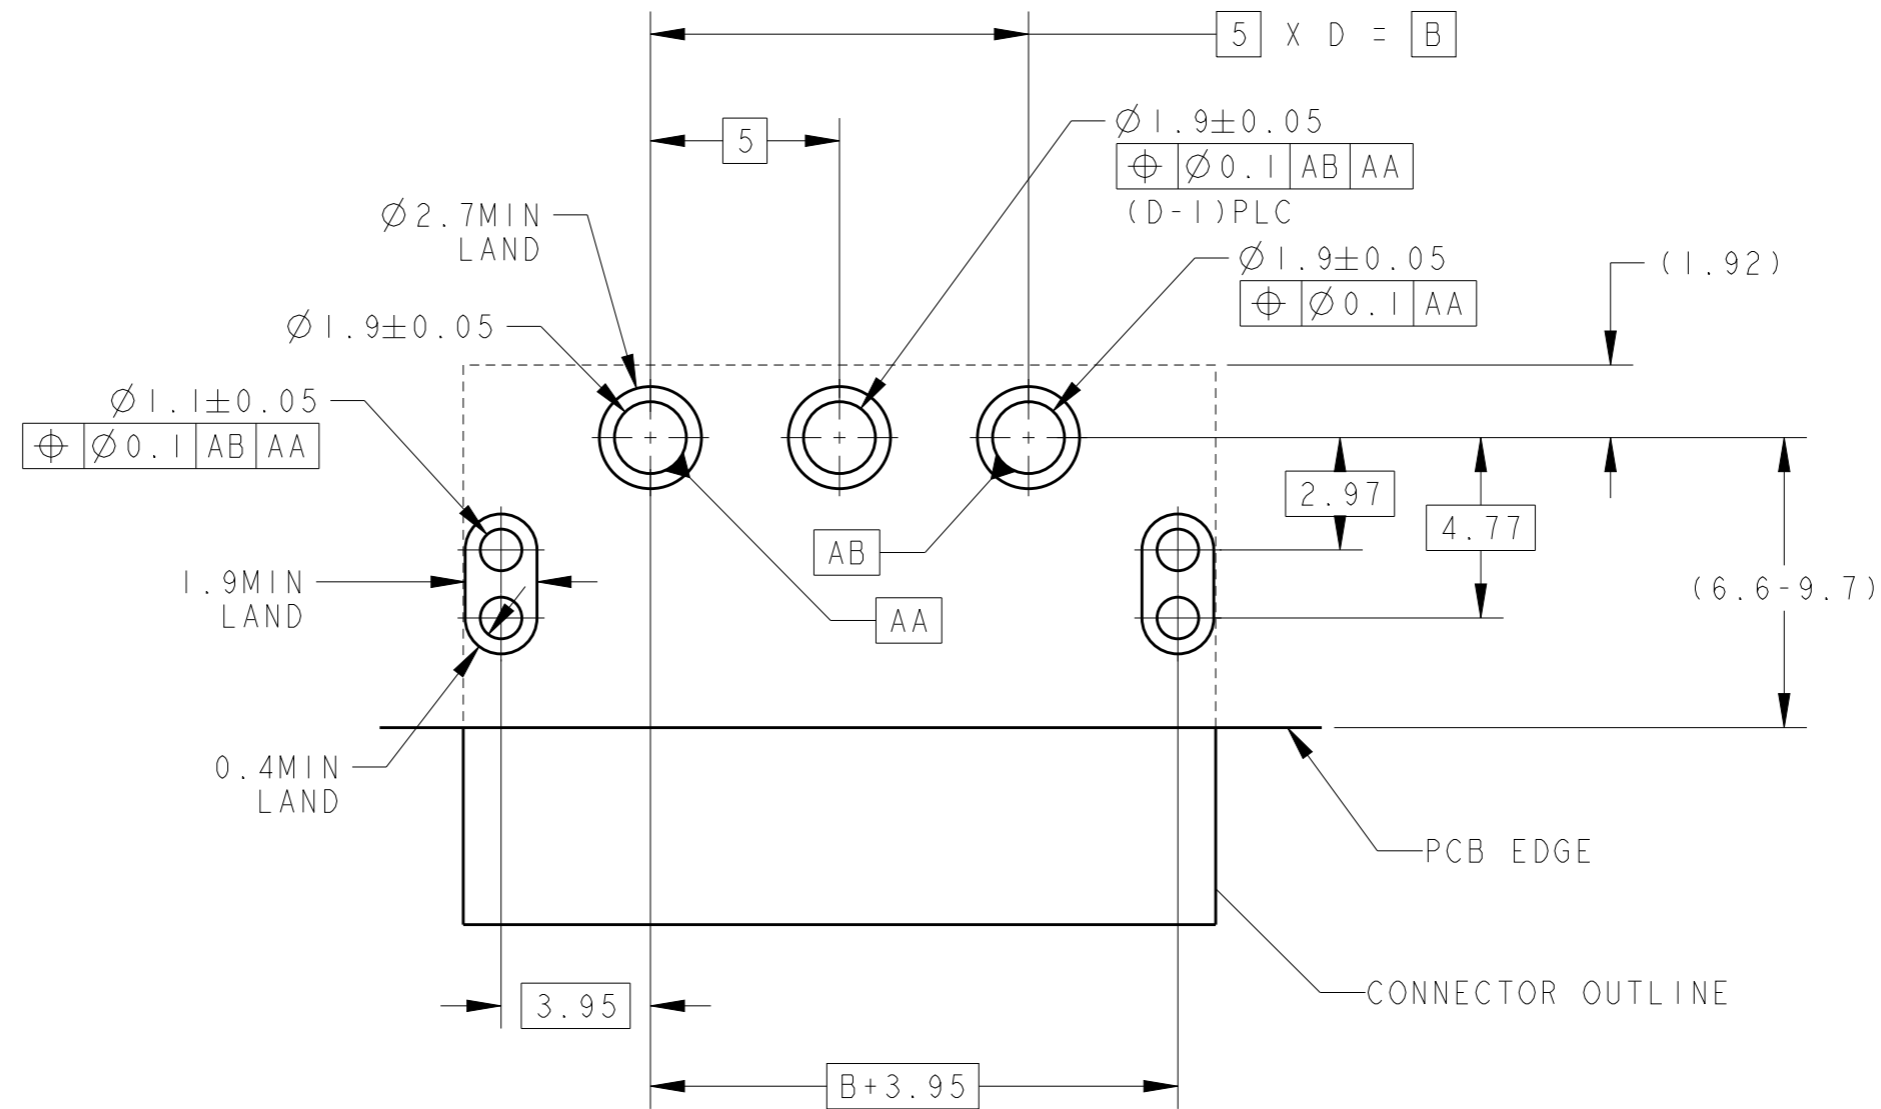 5 X D = B
5
Ø1.9±0.05
⌖ Ø0.1 AB AA
(D-1)PLC
Ø2.7MIN
LAND
Ø1.9±0.05
⌖ Ø0.1 AA
(1.92)
Ø1.9±0.05
Ø1.1±0.05
⌖ Ø0.1 AB AA
2.97
4.77
AB
1.9MIN
LAND
(6.6-9.7)
AA
0.4MIN
LAND
PCB EDGE
CONNECTOR OUTLINE
3.95
B+3.95